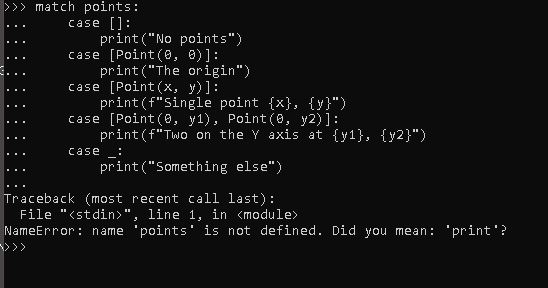 >>> match points:
...     case []:
...         print("No points")
...     case [Point(0, 0)]:
...         print("The origin")
...     case [Point(x, y)]:
...         print(f"Single point {x}, {y}")
...     case [Point(0, y1), Point(0, y2)]:
...         print(f"Two on the Y axis at {y1}, {y2}")
...     case _:
...         print("Something else")
...
Traceback (most recent call last):
  File "<stdin>", line 1, in <module>
NameError: name 'points' is not defined. Did you mean: 'print'?
>>>